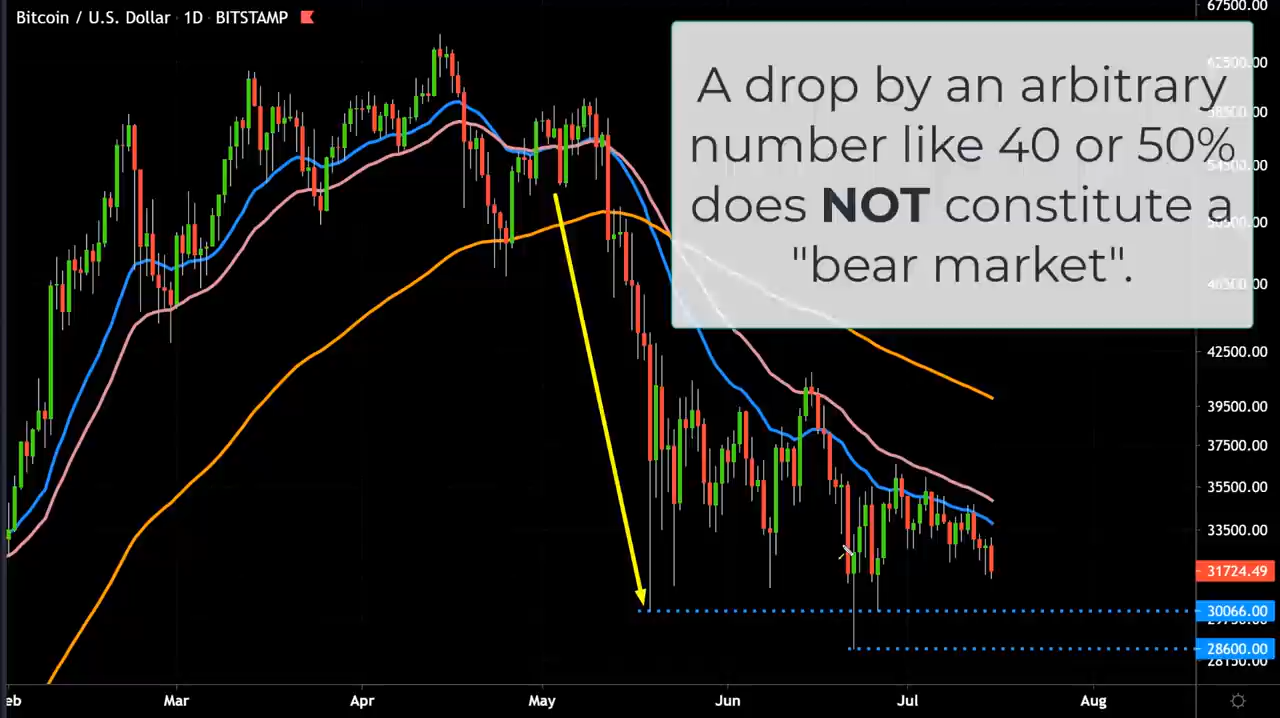 Bitcoin / U.S. Dollar · 1D · BITSTAMP
A drop by an arbitrary
number like 40 or 50%
does NOT constitute a
"bear market".
67500.00
42500.00
39500.00
37500.00
35500.00
33500.00
31724.49
30066.00
28600.00
28150.00
eb Mar Apr May Jun Jul Aug